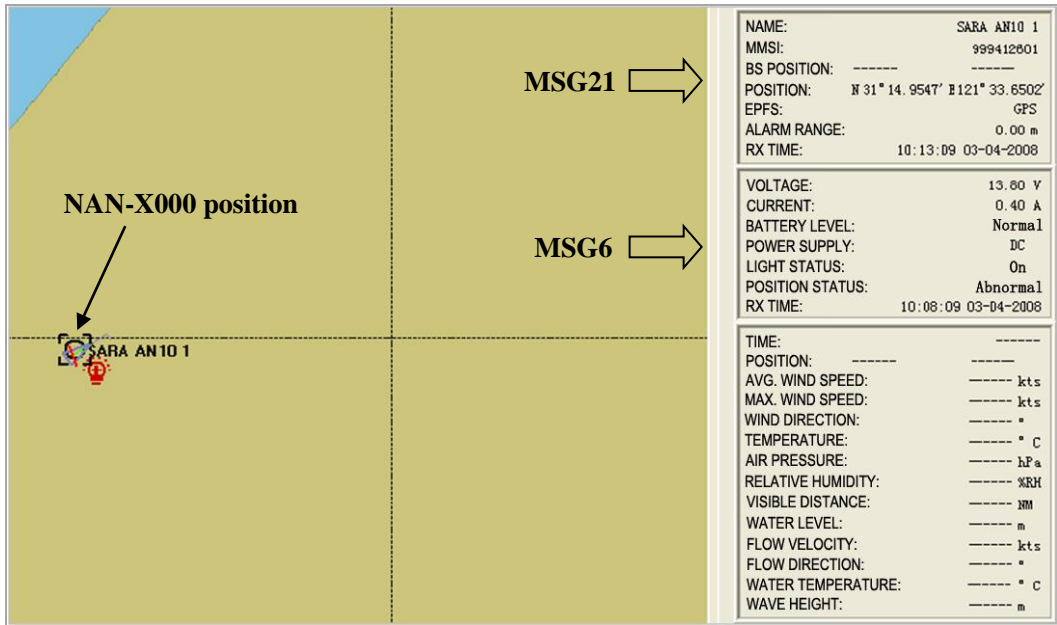 MSG21
NAN-X000 position
MSG6
SARA AN10 1
NAME: SARA AN10 1
MMSI: 999412601
BS POSITION: ------ ------
POSITION: N 31° 14. 9547' E121° 33.6502'
EPFS: GPS
ALARM RANGE: 0.00 m
RX TIME: 10:13:09 03-04-2008
VOLTAGE: 13.80 V
CURRENT: 0.40 A
BATTERY LEVEL: Normal
POWER SUPPLY: DC
LIGHT STATUS: On
POSITION STATUS: Abnormal
RX TIME: 10:08:09 03-04-2008
TIME: ------
POSITION: ------ ------
AVG. WIND SPEED: ------ kts
MAX. WIND SPEED: ------ kts
WIND DIRECTION: ------ °
TEMPERATURE: ------ ° C
AIR PRESSURE: ------ hPa
RELATIVE HUMIDITY: ------ %RH
VISIBLE DISTANCE: ------ NM
WATER LEVEL: ------ m
FLOW VELOCITY: ------ kts
FLOW DIRECTION: ------ °
WATER TEMPERATURE: ------ ° C
WAVE HEIGHT: ------ m